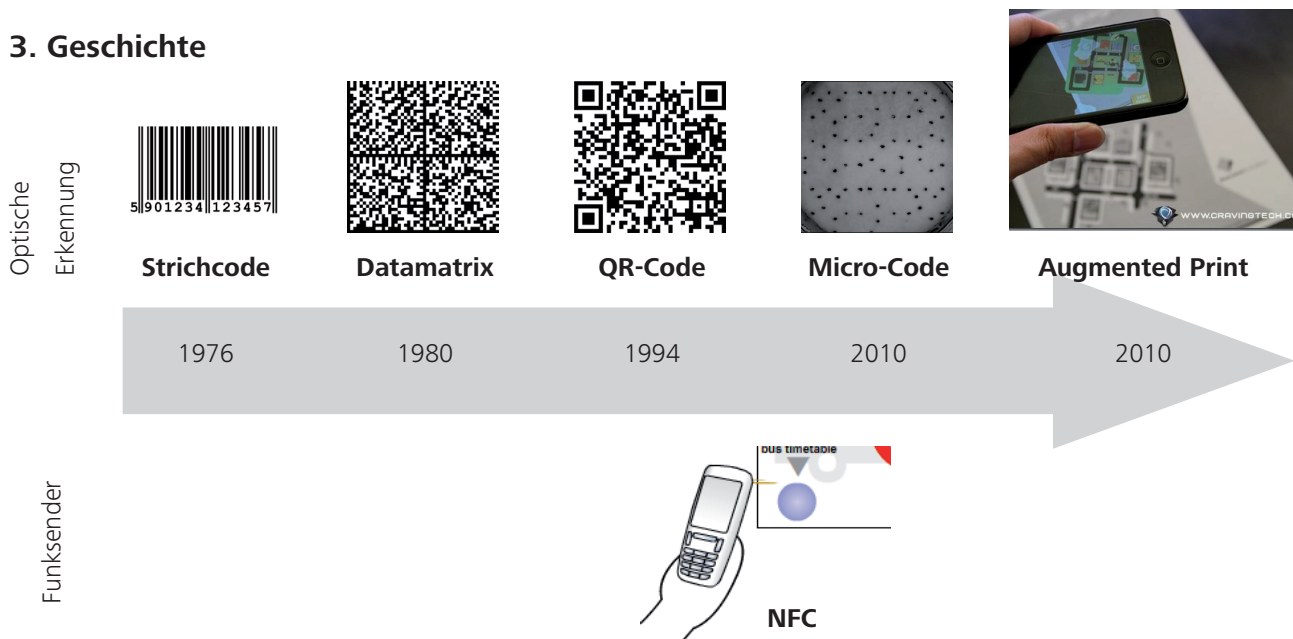 3. Geschichte
Optische
Erkennung
5 901234 123457
WWW.CRAVINGTECH.C
Strichcode
Datamatrix
QR-Code
Micro-Code
Augmented Print
1976
1980
1994
2010
2010
Funksender
bus timetable
NFC